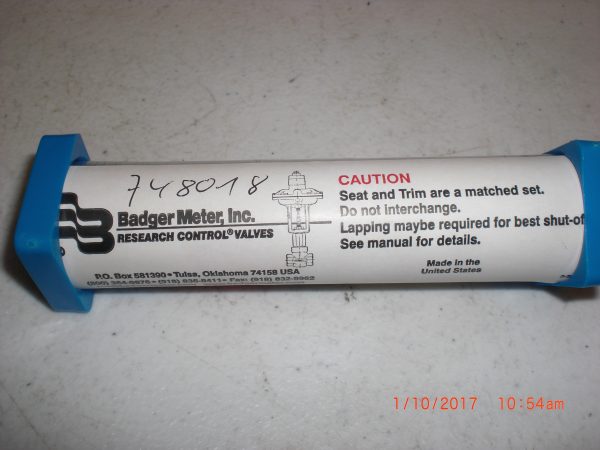 748018
Badger Meter, Inc.
RESEARCH CONTROL® VALVES
P.O. Box 581390 • Tulsa, Oklahoma 74158 USA
CAUTION
Seat and Trim are a matched set.
Do not interchange.
Lapping maybe required for best shut-of
See manual for details.
Made in the
United States
®
1/10/2017 10:54am